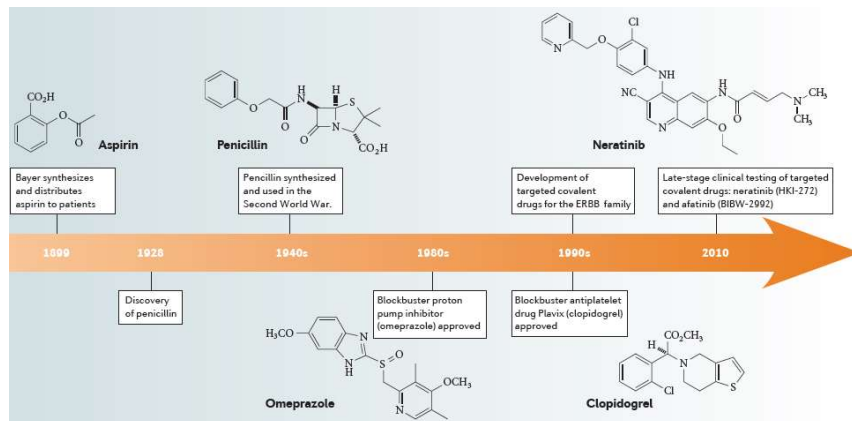 Cl
N
O
CO₂H
O
O
Aspirin
O
O
H
N
H
S
N
O
CO₂H
Penicillin
NH
NC
N
H
N
O
O
N
CH₃
CH₃
Neratinib
Bayer synthesizes
and distributes
aspirin to patients
Pencillin synthesized
and used in the
Second World War.
Development of
targeted covalent
drugs for the ERBB family
Late-stage clinical testing of targeted
covalent drugs: neratinib (HKI-272)
and afatinib (BIBW-2992)
1899 1928 1940s 1980s 1990s 2010
Discovery
of penicillin
Blockbuster proton
pump inhibitor
(omeprazole) approved
Blockbuster antiplatelet
drug Plavix (clopidogrel)
approved
H₃CO
N
N
H
S
O
N
OCH₃
Omeprazole
CO₂CH₃
H
N
Cl
S
Clopidogrel